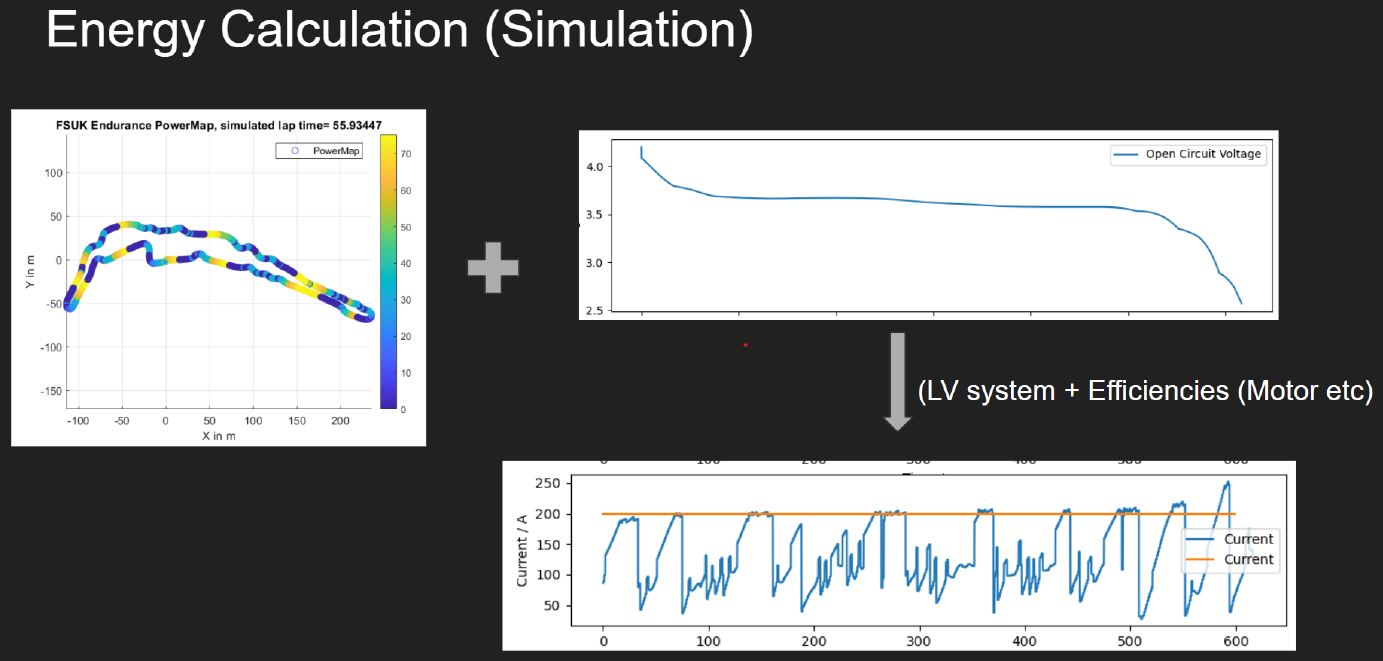 Energy Calculation (Simulation)
FSUK Endurance PowerMap, simulated lap time= 55.93447
PowerMap
100
50
0
-50
-100
-150
Y in m
-100 -50 0 50 100 150 200
X in m
70
60
50
40
30
20
10
0
Open Circuit Voltage
4.0
3.5
3.0
2.5
(LV system + Efficiencies (Motor etc)
0 100 200 300 400 500 600
250
200
150
100
50
Current / A
Current
Current
0 100 200 300 400 500 600